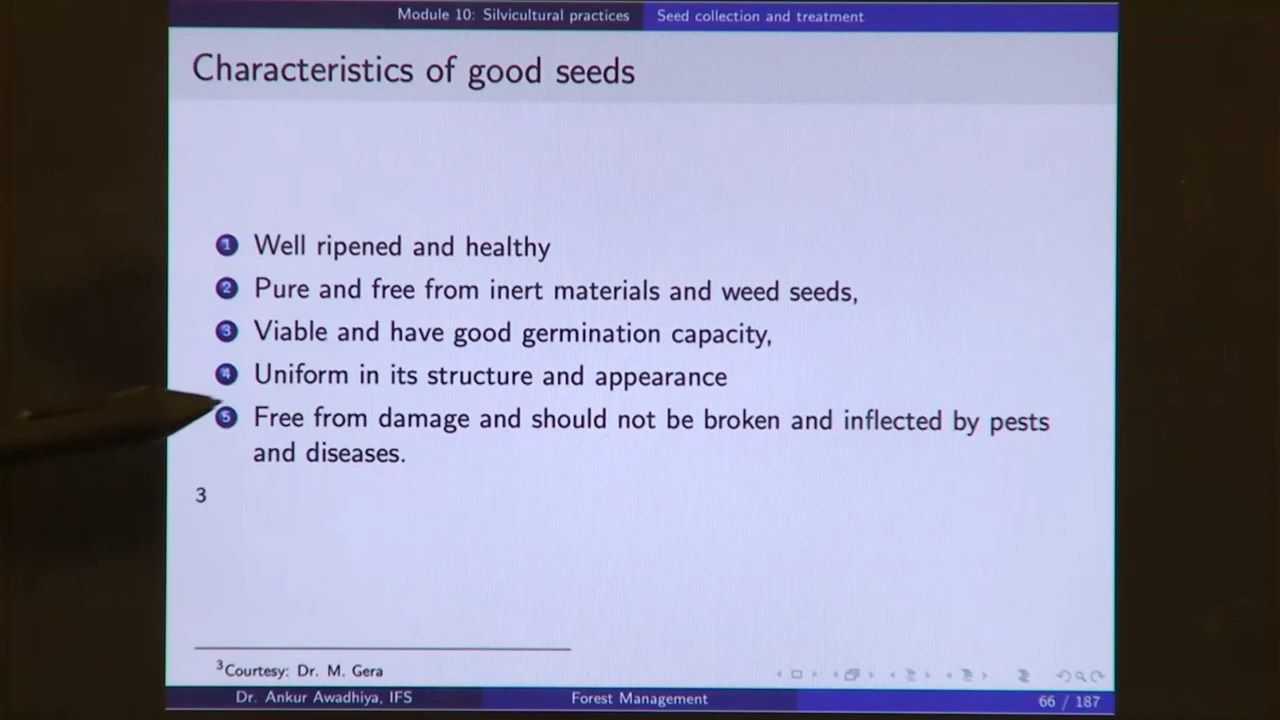 Module 10: Silvicultural practices Seed collection and treatment
Characteristics of good seeds
1 Well ripened and healthy
2 Pure and free from inert materials and weed seeds,
3 Viable and have good germination capacity,
4 Uniform in its structure and appearance
5 Free from damage and should not be broken and inflected by pests
and diseases.
3
3Courtesy: Dr. M. Gera
Dr. Ankur Awadhiya, IFS Forest Management 66 / 187